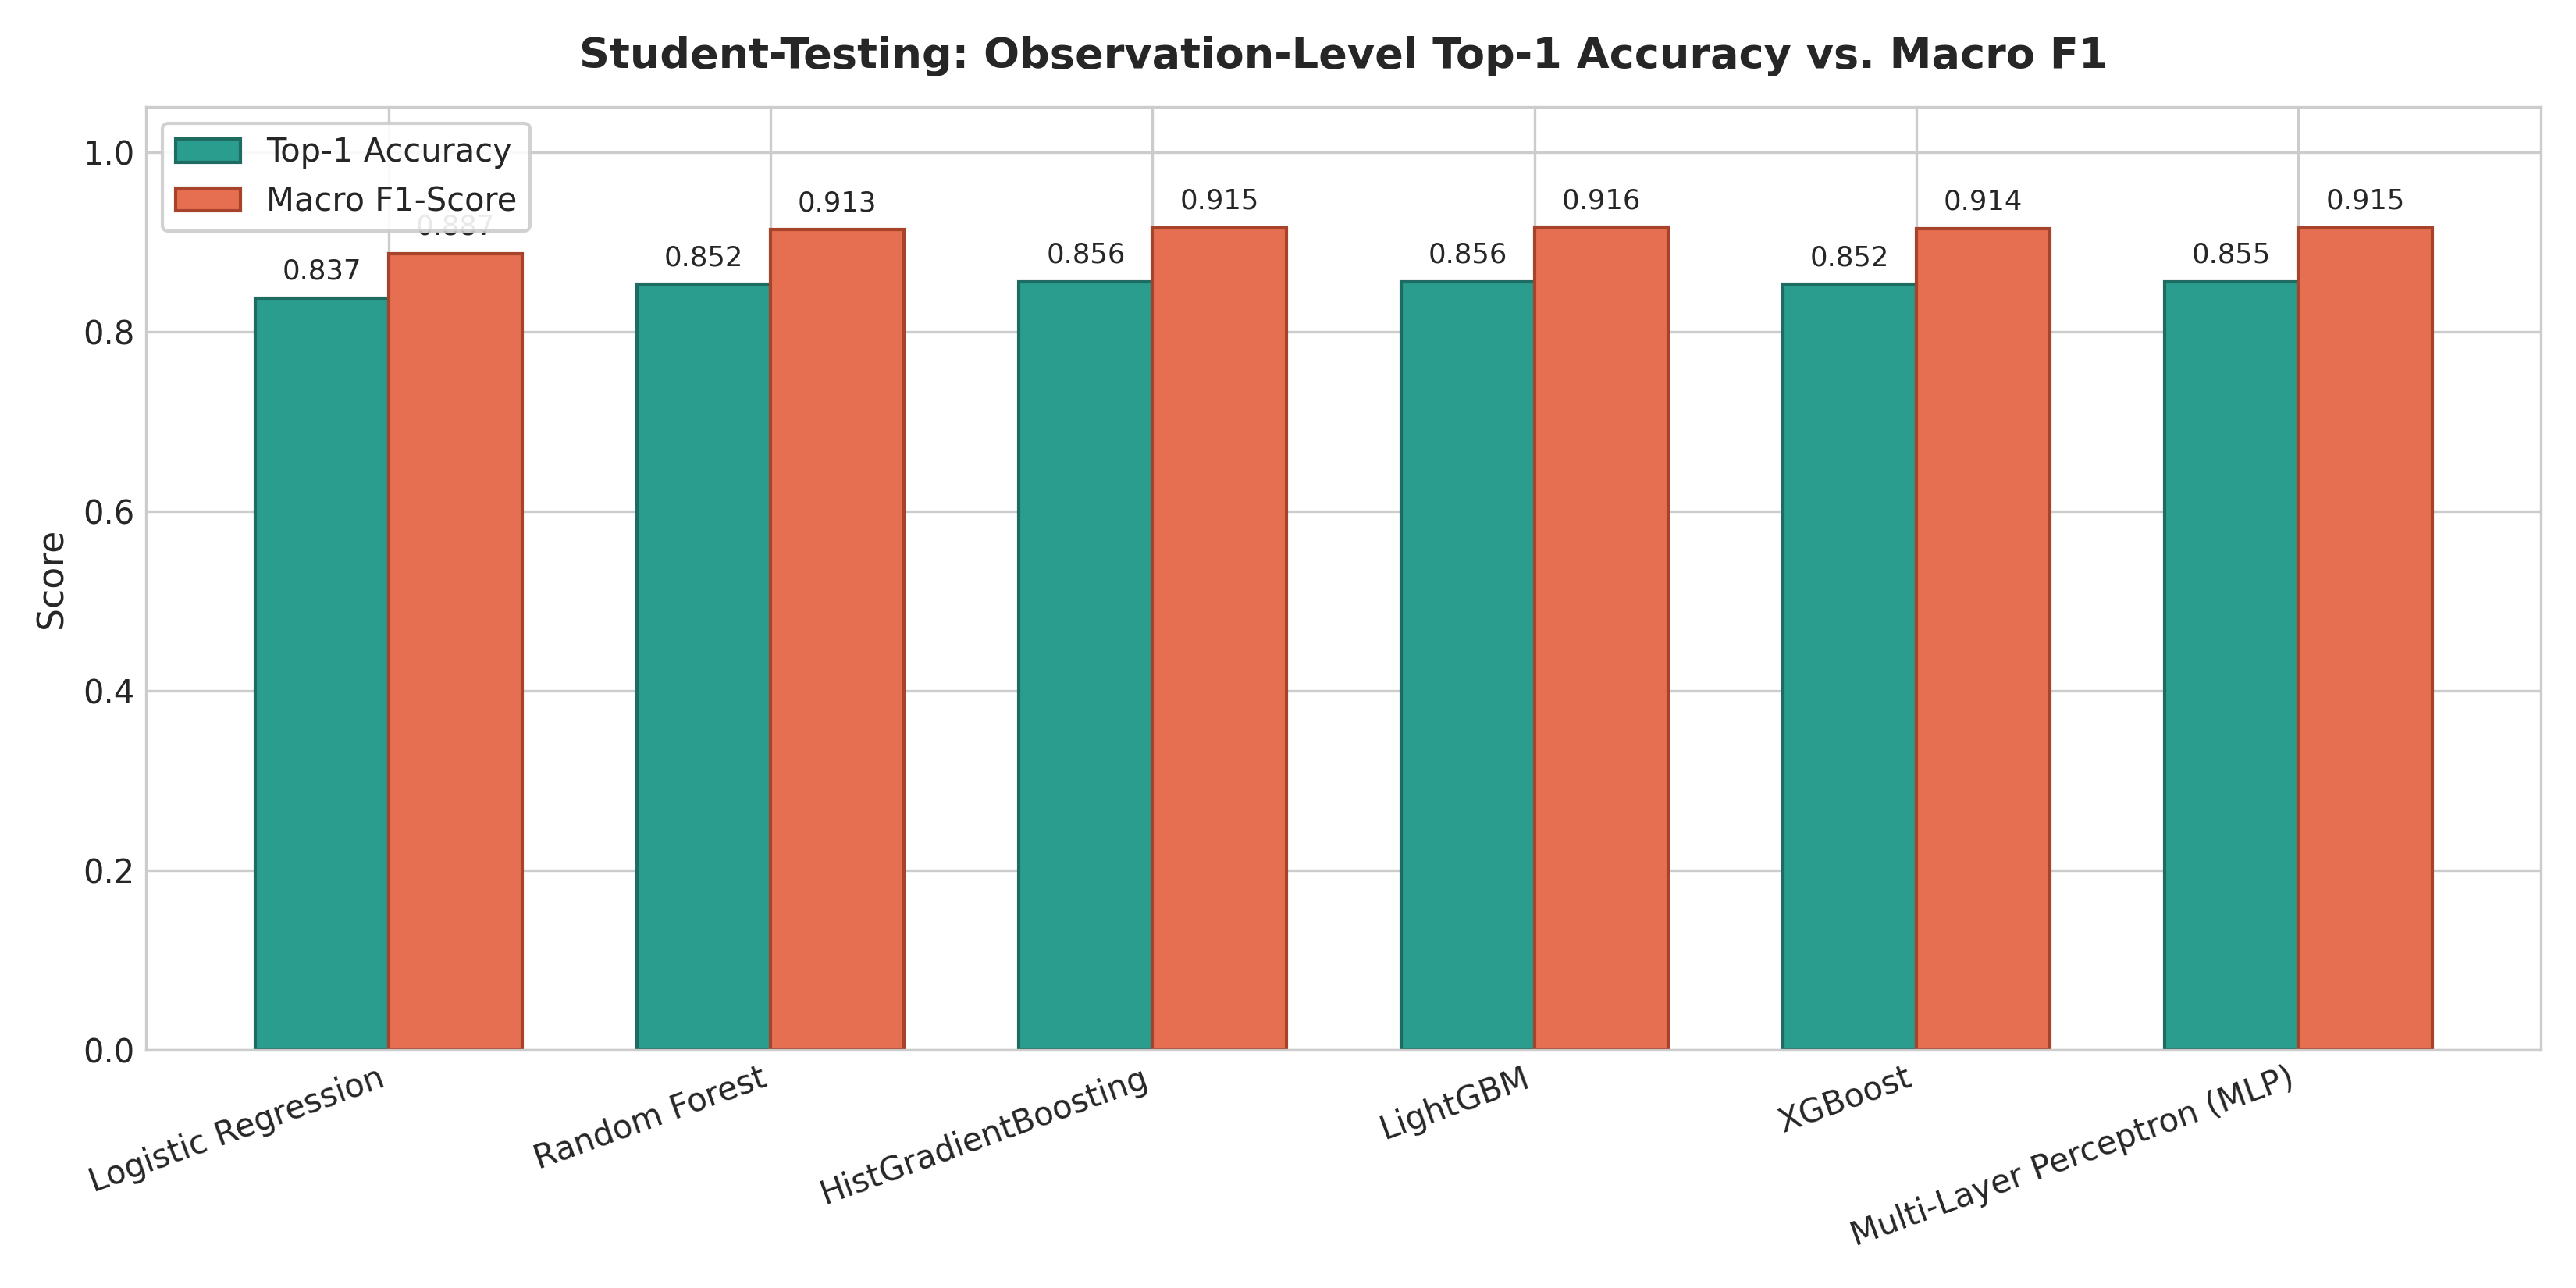 Student-Testing: Observation-Level Top-1 Accuracy vs. Macro F1
Top-1 Accuracy
Macro F1-Score
Score
1.0
0.8
0.6
0.4
0.2
0.0
0.837
0.887
0.852
0.913
0.856
0.915
0.856
0.916
0.852
0.914
0.855
0.915
Logistic Regression
Random Forest
HistGradientBoosting
LightGBM
XGBoost
Multi-Layer Perceptron (MLP)